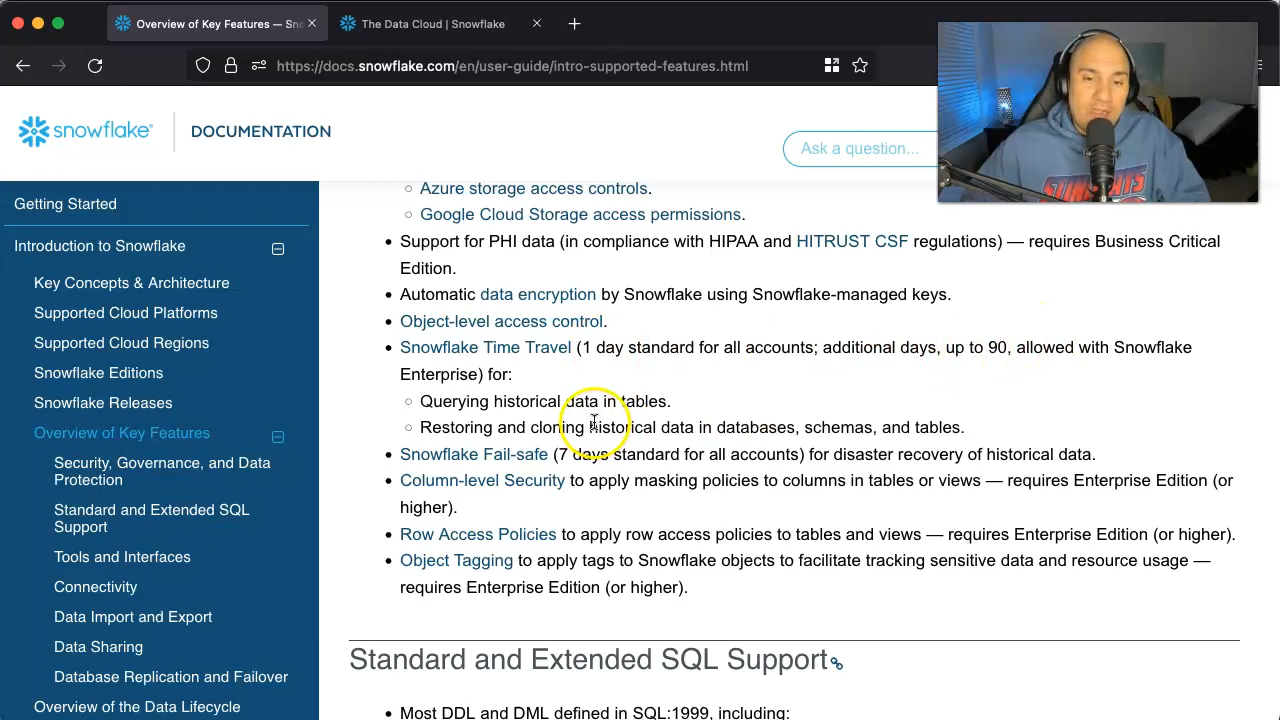 Overview of Key Features — Sno
The Data Cloud | Snowflake
https://docs.snowflake.com/en/user-guide/intro-supported-features.html
snowflake®
DOCUMENTATION
Ask a question...
Getting Started
Introduction to Snowflake
Key Concepts & Architecture
Supported Cloud Platforms
Supported Cloud Regions
Snowflake Editions
Snowflake Releases
Overview of Key Features
Security, Governance, and Data
Protection
Standard and Extended SQL
Support
Tools and Interfaces
Connectivity
Data Import and Export
Data Sharing
Database Replication and Failover
Overview of the Data Lifecycle
Azure storage access controls.
Google Cloud Storage access permissions.
Support for PHI data (in compliance with HIPAA and HITRUST CSF regulations) — requires Business Critical
Edition.
Automatic data encryption by Snowflake using Snowflake-managed keys.
Object-level access control.
Snowflake Time Travel (1 day standard for all accounts; additional days, up to 90, allowed with Snowflake
Enterprise) for:
Querying historical data in tables.
Restoring and cloning historical data in databases, schemas, and tables.
Snowflake Fail-safe (7 days standard for all accounts) for disaster recovery of historical data.
Column-level Security to apply masking policies to columns in tables or views — requires Enterprise Edition (or
higher).
Row Access Policies to apply row access policies to tables and views — requires Enterprise Edition (or higher).
Object Tagging to apply tags to Snowflake objects to facilitate tracking sensitive data and resource usage —
requires Enterprise Edition (or higher).
Standard and Extended SQL Support
Most DDL and DML defined in SQL:1999, including: